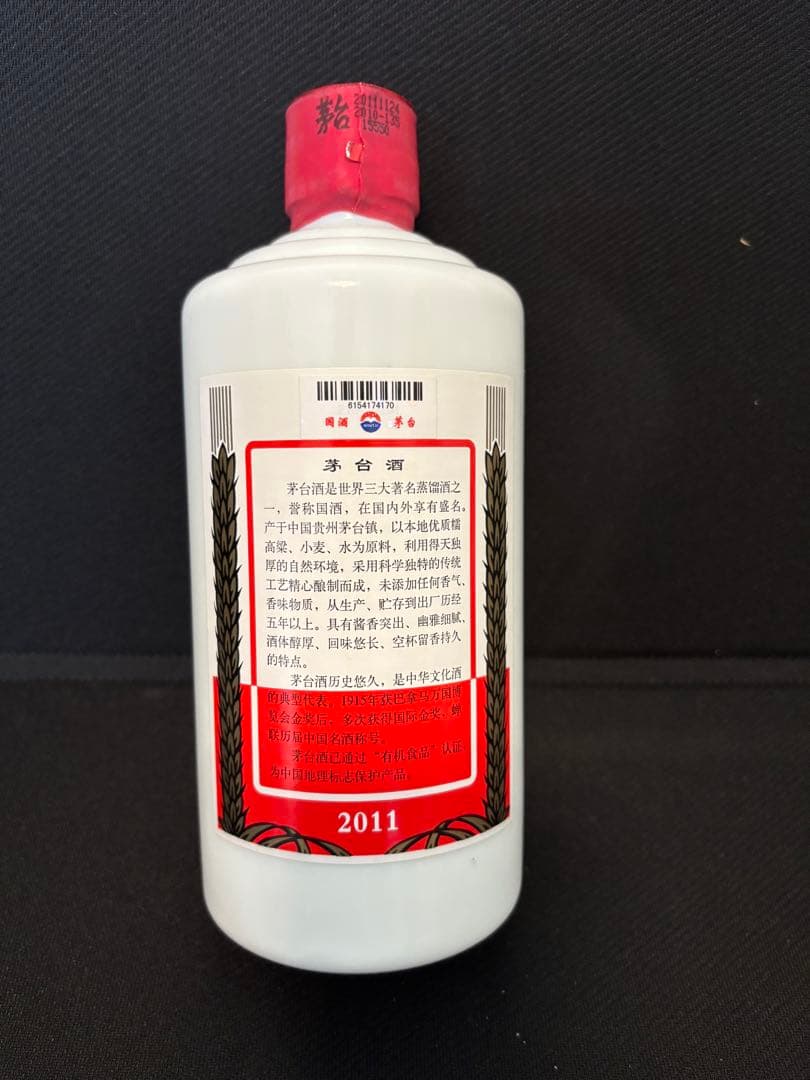 茅台
20111124
2010-135
15550
6154174170
国酒 茅台
茅台酒
茅台酒是世界三大著名蒸馏酒之
一，誉称国酒，在国内外享有盛名。
产于中国贵州茅台镇，以本地优质糯
高粱、小麦、水为原料，利用得天独
厚的自然环境，采用科学独特的传统
工艺精心酿制而成，未添加任何香气、
香味物质，从生产、贮存到出厂历经
五年以上。具有酱香突出、幽雅细腻、
酒体醇厚、回味悠长、空杯留香持久
的特点。
茅台酒历史悠久，是中华文化酒
的典型代表，1915年获巴拿马万国博
览会金奖后，多次获得国际金奖，蝉
联历届中国名酒称号。
茅台酒已通过“有机食品”认证，
为中国地理标志保护产品。
2011